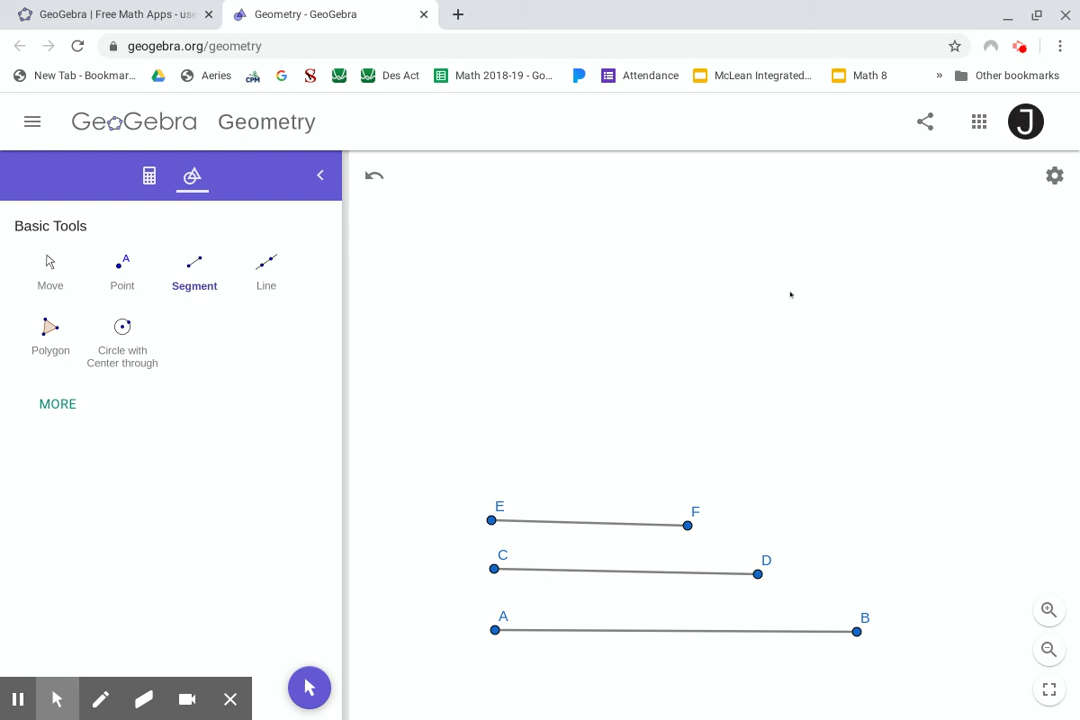 GeoGebra | Free Math Apps - use
Geometry - GeoGebra
geogebra.org/geometry
New Tab - Bookmar...
Aeries
CPM
G
S
Des Act
Math 2018-19 - Go...
Attendance
McLean Integrated...
Math 8
»
Other bookmarks
GeoGebra
Geometry
J
Basic Tools
Move
A
Point
Segment
Line
Polygon
Circle with
Center through
MORE
E
F
C
D
A
B